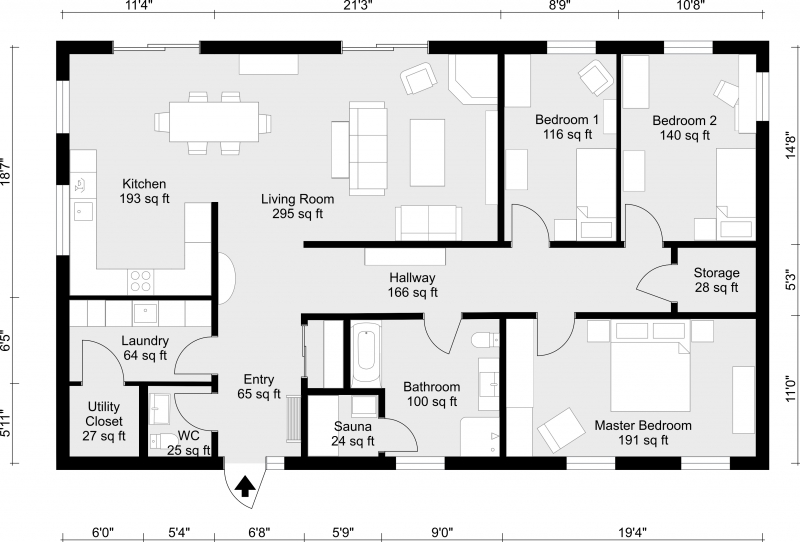 11'4"
21'3"
8'9"
10'8"
18'7"
6'5"
5'11"
14'8"
5'3"
11'0"
Kitchen
193 sq ft
Living Room
295 sq ft
Bedroom 1
116 sq ft
Bedroom 2
140 sq ft
Hallway
166 sq ft
Storage
28 sq ft
Laundry
64 sq ft
Entry
65 sq ft
Utility
Closet
27 sq ft
WC
25 sq ft
Sauna
24 sq ft
Bathroom
100 sq ft
Master Bedroom
191 sq ft
6'0"
5'4"
6'8"
5'9"
9'0"
19'4"